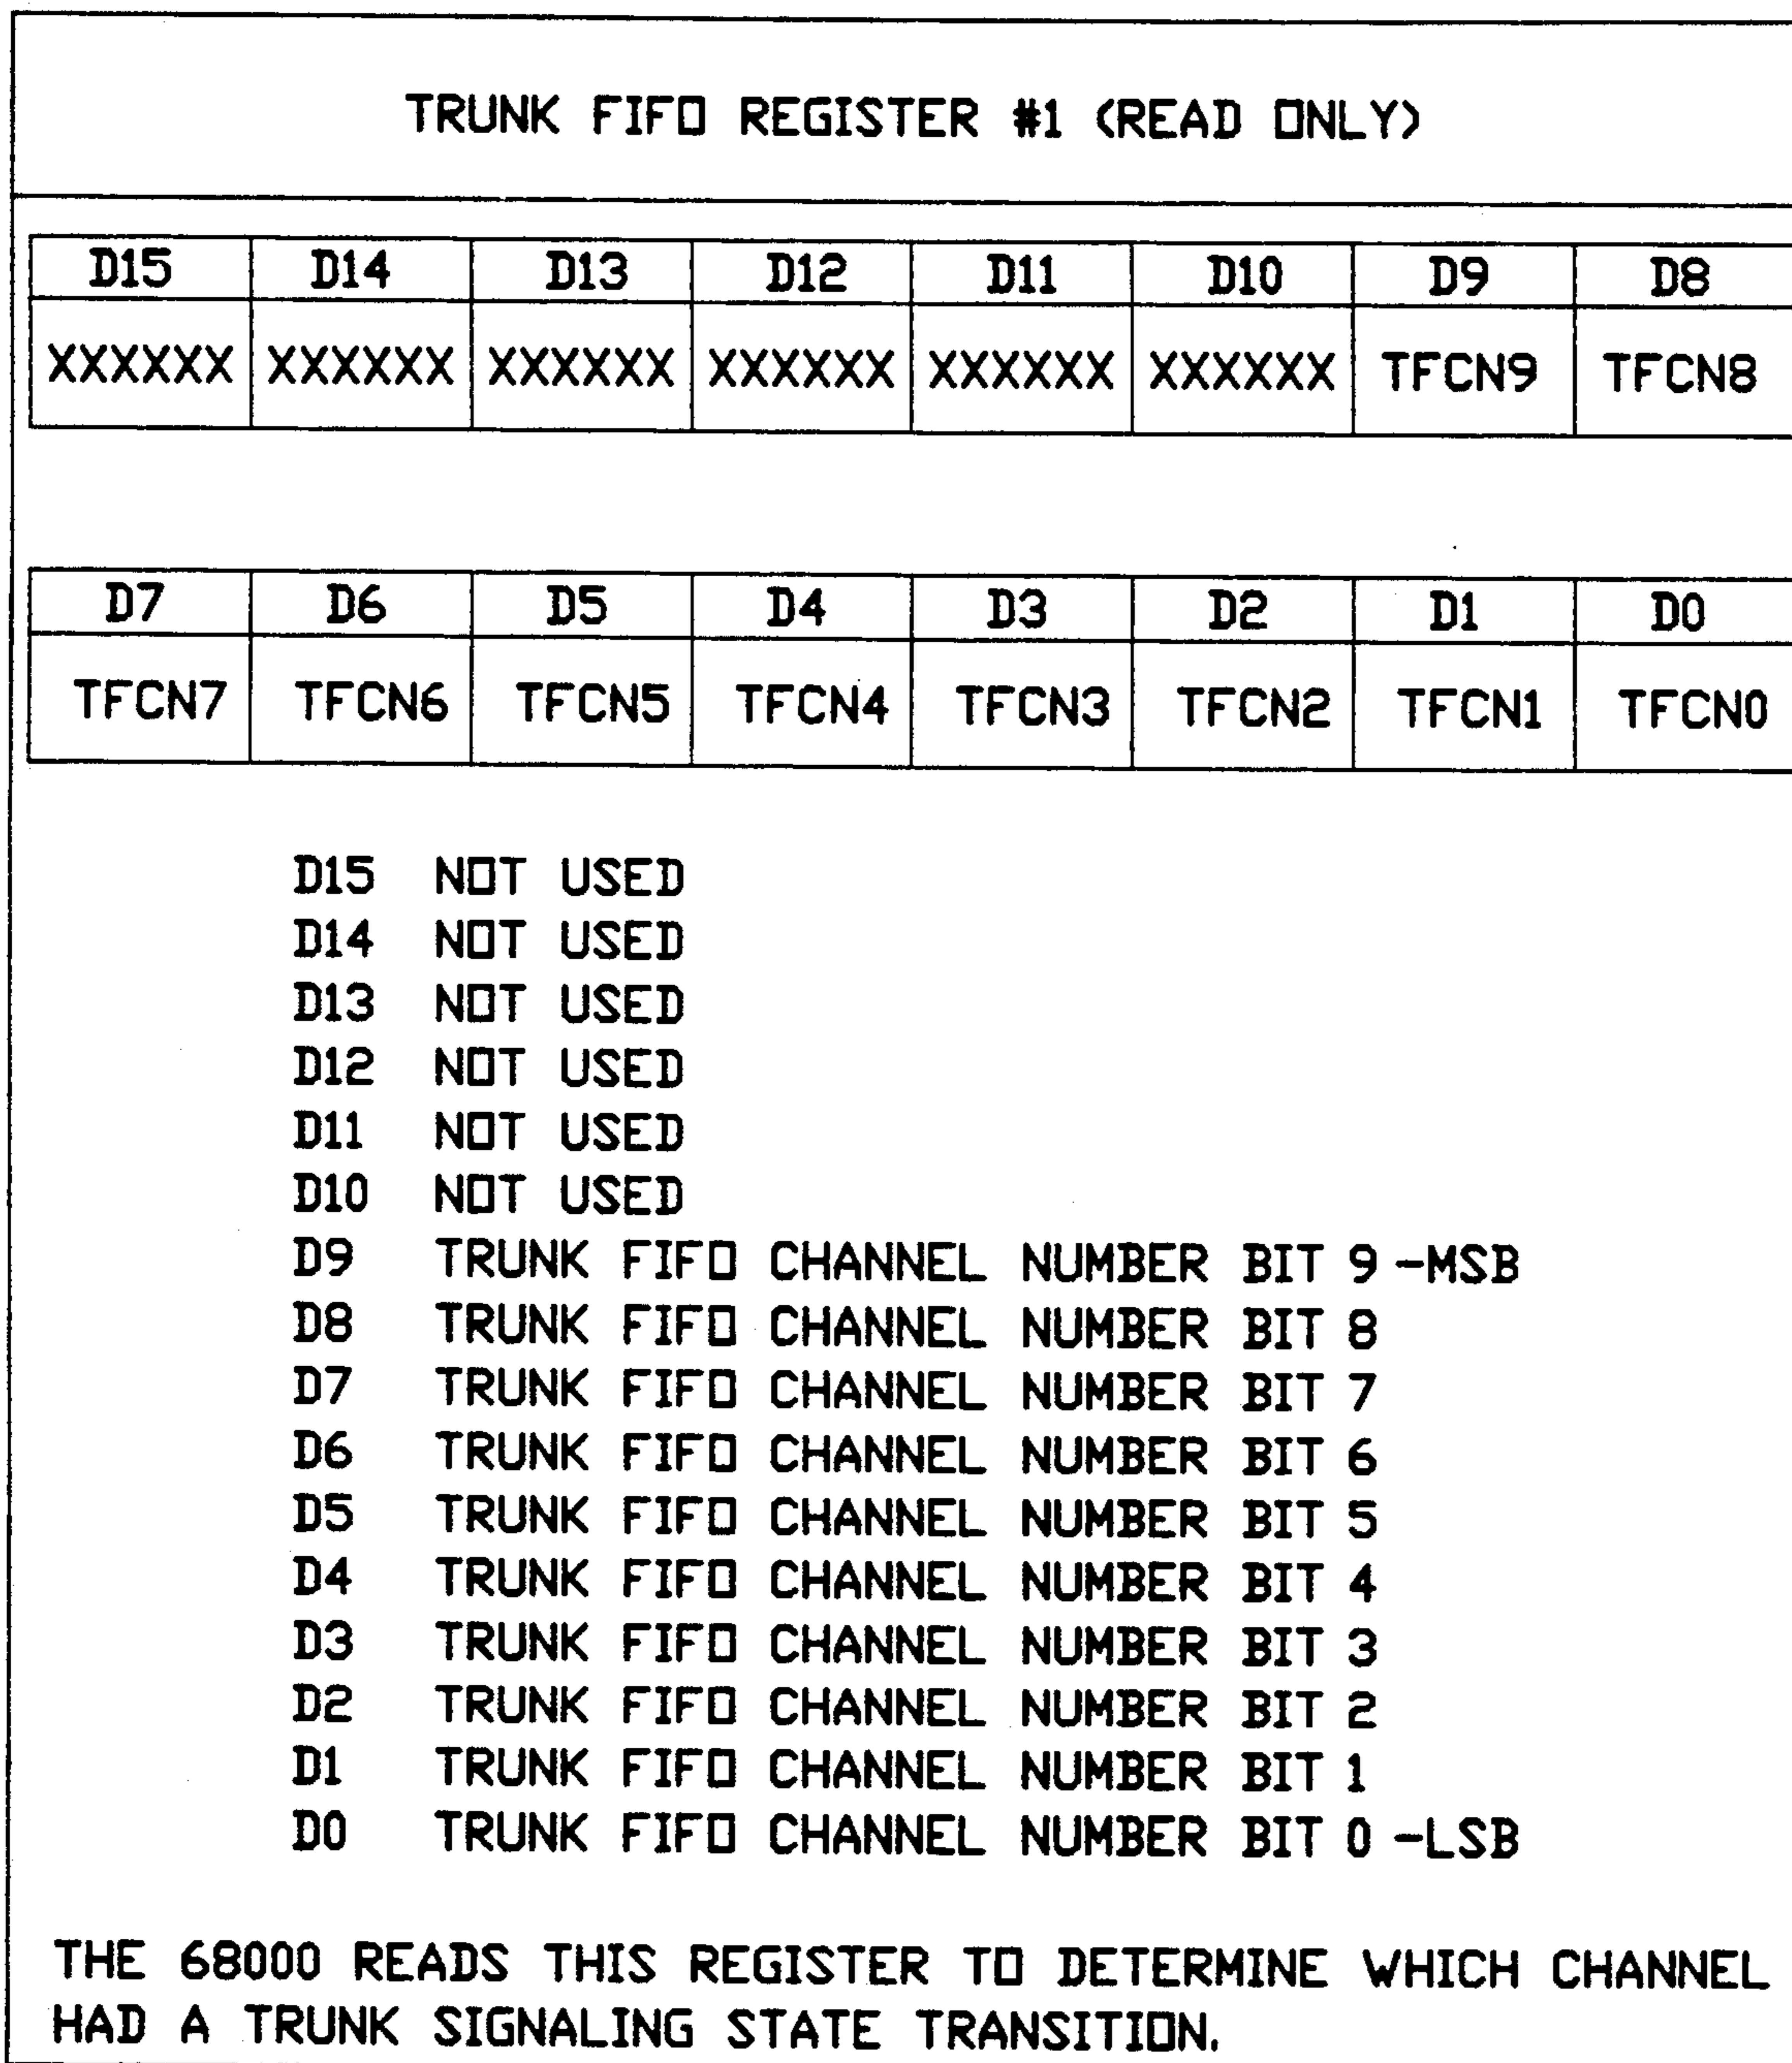 TRUNK FIFO REGISTER #1 (READ ONLY)
D15 D14 D13 D12 D11 D10 D9 D8
XXXXXX XXXXXX XXXXXX XXXXXX XXXXXX XXXXXX TFCN9 TFCN8
D7 D6 D5 D4 D3 D2 D1 D0
TFCN7 TFCN6 TFCN5 TFCN4 TFCN3 TFCN2 TFCN1 TFCN0
D15 NOT USED
D14 NOT USED
D13 NOT USED
D12 NOT USED
D11 NOT USED
D10 NOT USED
D9 TRUNK FIFO CHANNEL NUMBER BIT 9 -MSB
D8 TRUNK FIFO CHANNEL NUMBER BIT 8
D7 TRUNK FIFO CHANNEL NUMBER BIT 7
D6 TRUNK FIFO CHANNEL NUMBER BIT 6
D5 TRUNK FIFO CHANNEL NUMBER BIT 5
D4 TRUNK FIFO CHANNEL NUMBER BIT 4
D3 TRUNK FIFO CHANNEL NUMBER BIT 3
D2 TRUNK FIFO CHANNEL NUMBER BIT 2
D1 TRUNK FIFO CHANNEL NUMBER BIT 1
D0 TRUNK FIFO CHANNEL NUMBER BIT 0 -LSB
THE 68000 READS THIS REGISTER TO DETERMINE WHICH CHANNEL
HAD A TRUNK SIGNALING STATE TRANSITION.